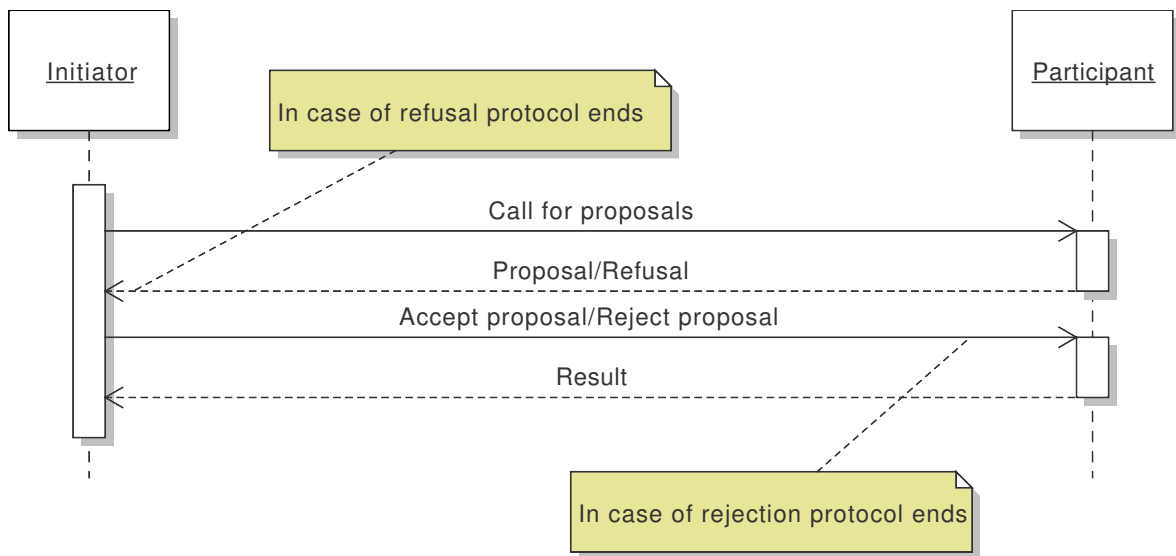 Initiator
Participant
In case of refusal protocol ends
Call for proposals
Proposal/Refusal
Accept proposal/Reject proposal
Result
In case of rejection protocol ends